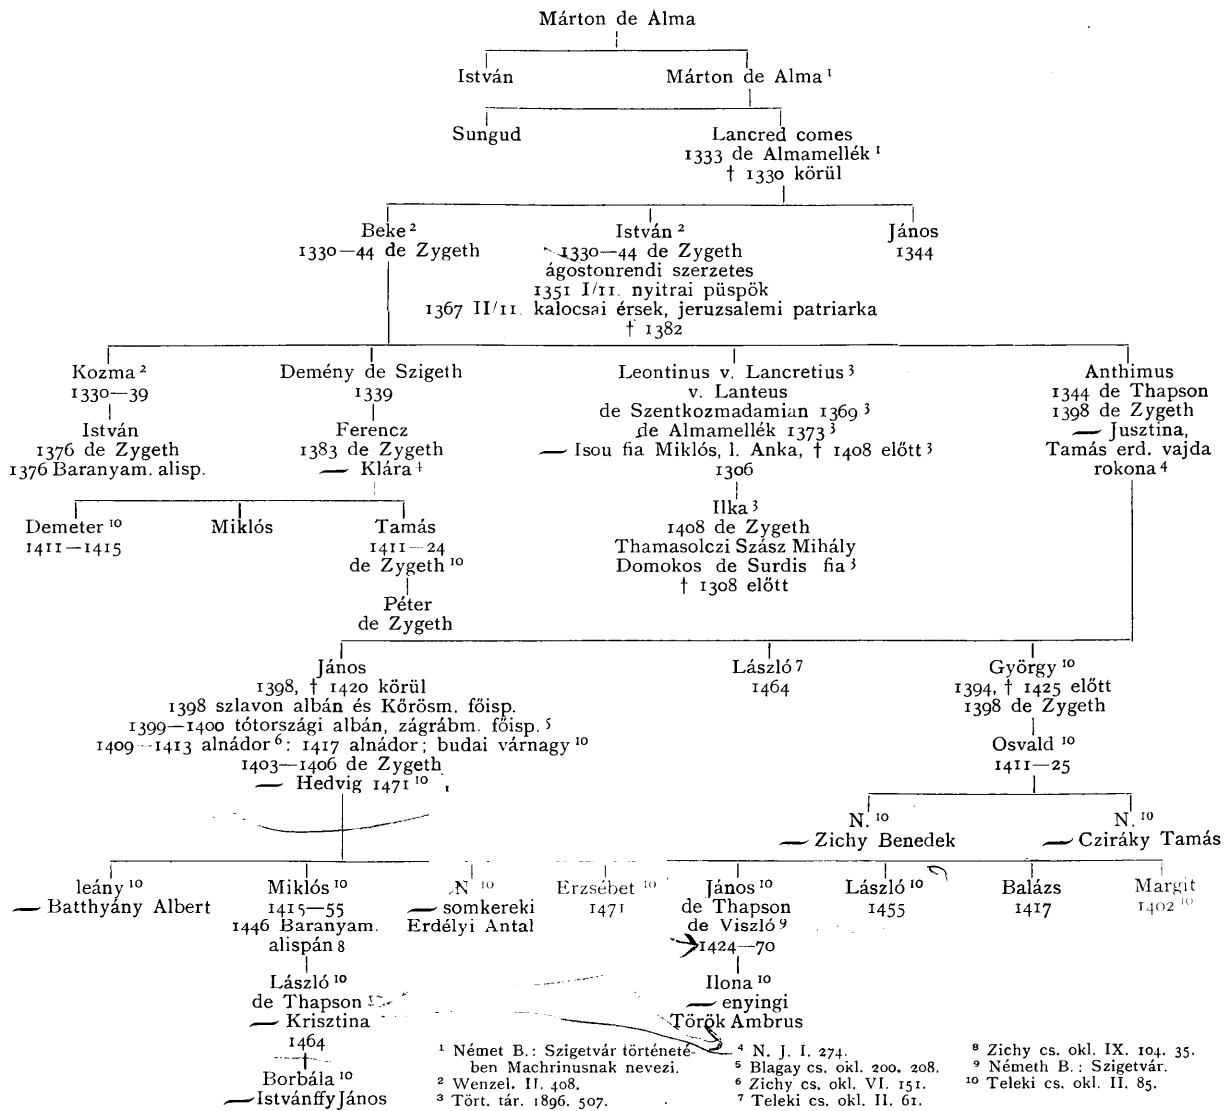 Márton de Alma
István
Márton de Alma ¹
Sungud
Lancred comes
1333 de Almamellék ¹
† 1330 körül
Beke ²
1330—44 de Zygeth
István ²
1330—44 de Zygeth
ágostonrendi szerzetes
1351 I/11. nyitrai püspök
1367 II/11. kalocsai érsek, jeruzsalemi patriarka
† 1382
János
1344
Kozma ²
1330—39
István
1376 de Zygeth
1376 Baranyam. alisp.
Demény de Szigeth
1339
Ferencz
1383 de Zygeth
Klára ⁴
Leontinus v. Lancretius ³
v. Lanteus
de Szentkozmadamian 1369 ³
de Almamellék 1373 ³
Isou fia Miklós, l. Anka, † 1408 előtt ³
1306
Ilka ³
1408 de Zygeth
Thamasolczi Szász Mihály
Domokos de Surdis fia ³
† 1308 előtt
Anthimus
1344 de Thapson
1398 de Zygeth
Jusztina,
Tamás erd. vajda
rokona ⁴
Demeter ¹⁰
1411—1415
Miklós
Tamás
1411—24
de Zygeth ¹⁰
Péter
de Zygeth
János
1398, † 1420 körül
1398 szlavon albán és Kőrösm. főisp.
1399—1400 tótországi albán, zágrábm. főisp. ⁵
1409—1413 alnádor ⁶: 1417 alnádor; budai várnagy ¹⁰
1403—1406 de Zygeth
Hedvig 1471 ¹⁰
László ⁷
1464
György ¹⁰
1394, † 1425 előtt
1398 de Zygeth
Osvald ¹⁰
1411—25
N. ¹⁰
Zichy Benedek
N. ¹⁰
Cziráky Tamás
leány ¹⁰
Batthyány Albert
Miklós ¹⁰
1415—55
1446 Baranyam.
alispán 8
László ¹⁰
de Thapson
Krisztina
1464
Borbála ¹⁰
Istvánffy János
N ¹⁰
somkereki
Erdélyi Antal
Erzsébet ¹⁰
1471
János ¹⁰
de Thapson
de Viszló ⁹
1424—70
Ilona ¹⁰
enyingi
Török Ambrus
László ¹⁰
1455
Balázs
1417
Margit
1402 ¹⁰
¹ Német B.: Szigetvár történeté-
ben Machrinusnak nevezi.
² Wenzel. II. 408.
³ Tört. tár. 1896. 507.
⁴ N. J. I. 274.
⁵ Blagay cs. okl. 200. 208.
⁶ Zichy cs. okl. VI. 151.
⁷ Teleki cs. okl. II. 61.
⁸ Zichy cs. okl. IX. 104. 35.
⁹ Németh B.: Szigetvár.
¹⁰ Teleki cs. okl. II. 85.